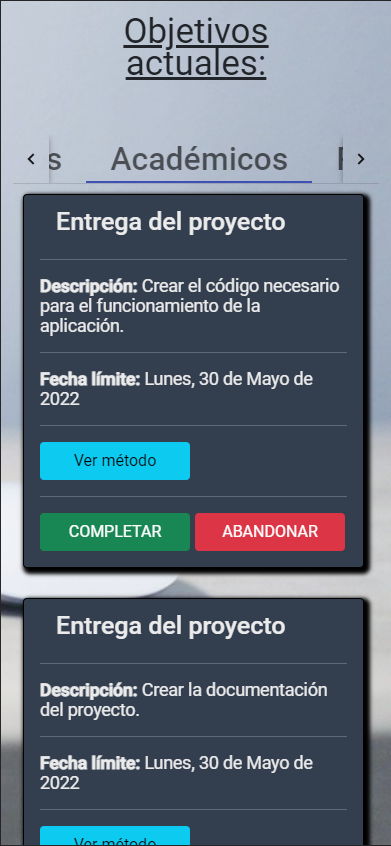 Objetivos
actuales:
s
Académicos
Entrega del proyecto
Descripción: Crear el código necesario
para el funcionamiento de la
aplicación.
Fecha límite: Lunes, 30 de Mayo de
2022
Ver método
COMPLETAR ABANDONAR
Entrega del proyecto
Descripción: Crear la documentación
del proyecto.
Fecha límite: Lunes, 30 de Mayo de
2022
Ver método